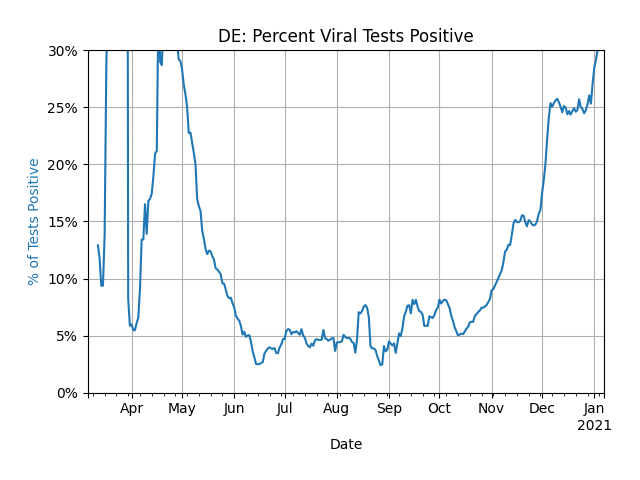 DE: Percent Viral Tests Positive
30%
25%
20%
15%
10%
5%
0%
% of Tests Positive
Apr May Jun Jul Aug Sep Oct Nov Dec Jan
2021
Date